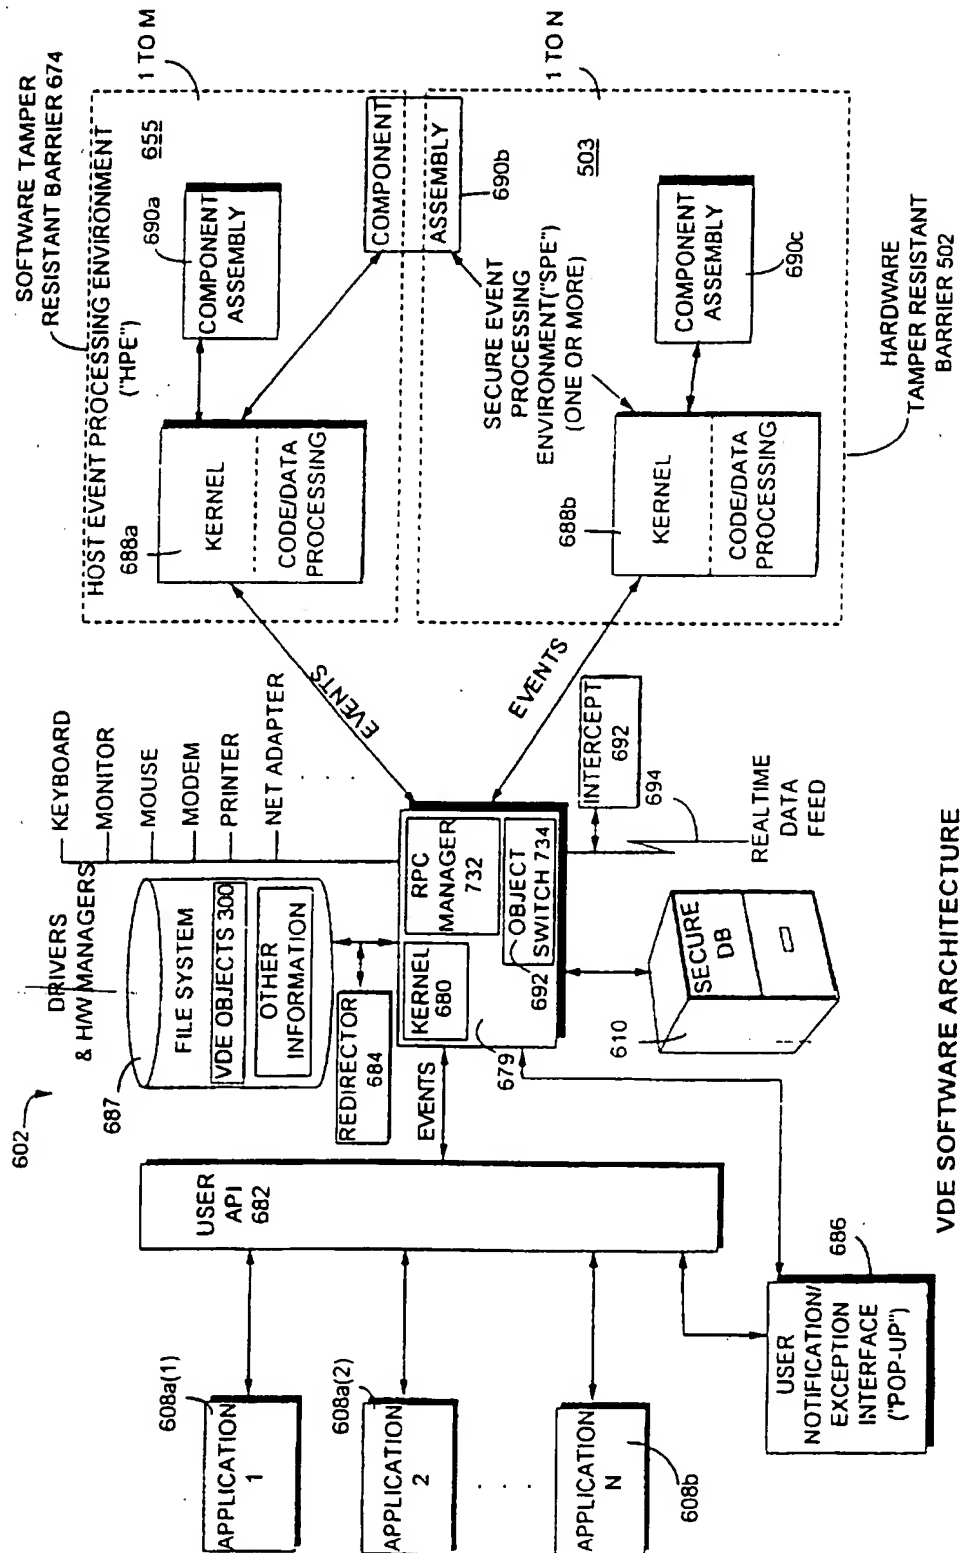 602
DRIVERS
& H/W MANAGERS
KEYBOARD
MONITOR
MOUSE
MODEM
PRINTER
NET ADAPTER
. . . .
SOFTWARE TAMPER
RESISTANT BARRIER 674
HOST EVENT PROCESSING ENVIRONMENT
("HPE")
655
1 TO M
690a
COMPONENT
ASSEMBLY
688a
KERNEL
CODE/DATA
PROCESSING
COMPONENT
ASSEMBLY
690b
687
FILE SYSTEM
VDE OBJECTS 300
OTHER
INFORMATION
REDIRECTOR
684
EVENTS
KERNEL
680
RPC
MANAGER
732
692
OBJECT
SWITCH 734
679
EVENTS
EVENTS
SECURE EVENT
PROCESSING
ENVIRONMENT("SPE")
(ONE OR MORE)
503
1 TO N
688b
KERNEL
CODE/DATA
PROCESSING
COMPONENT
ASSEMBLY
690c
HARDWARE
TAMPER RESISTANT
BARRIER 502
INTERCEPT
692
694
REALTIME
DATA
FEED
610
SECURE
DB
USER
API
682
608a(1)
APPLICATION
1
608a(2)
APPLICATION
2
. . . .
APPLICATION
N
608b
686
USER
NOTIFICATION/
EXCEPTION
INTERFACE
("POP-UP")
VDE SOFTWARE ARCHITECTURE